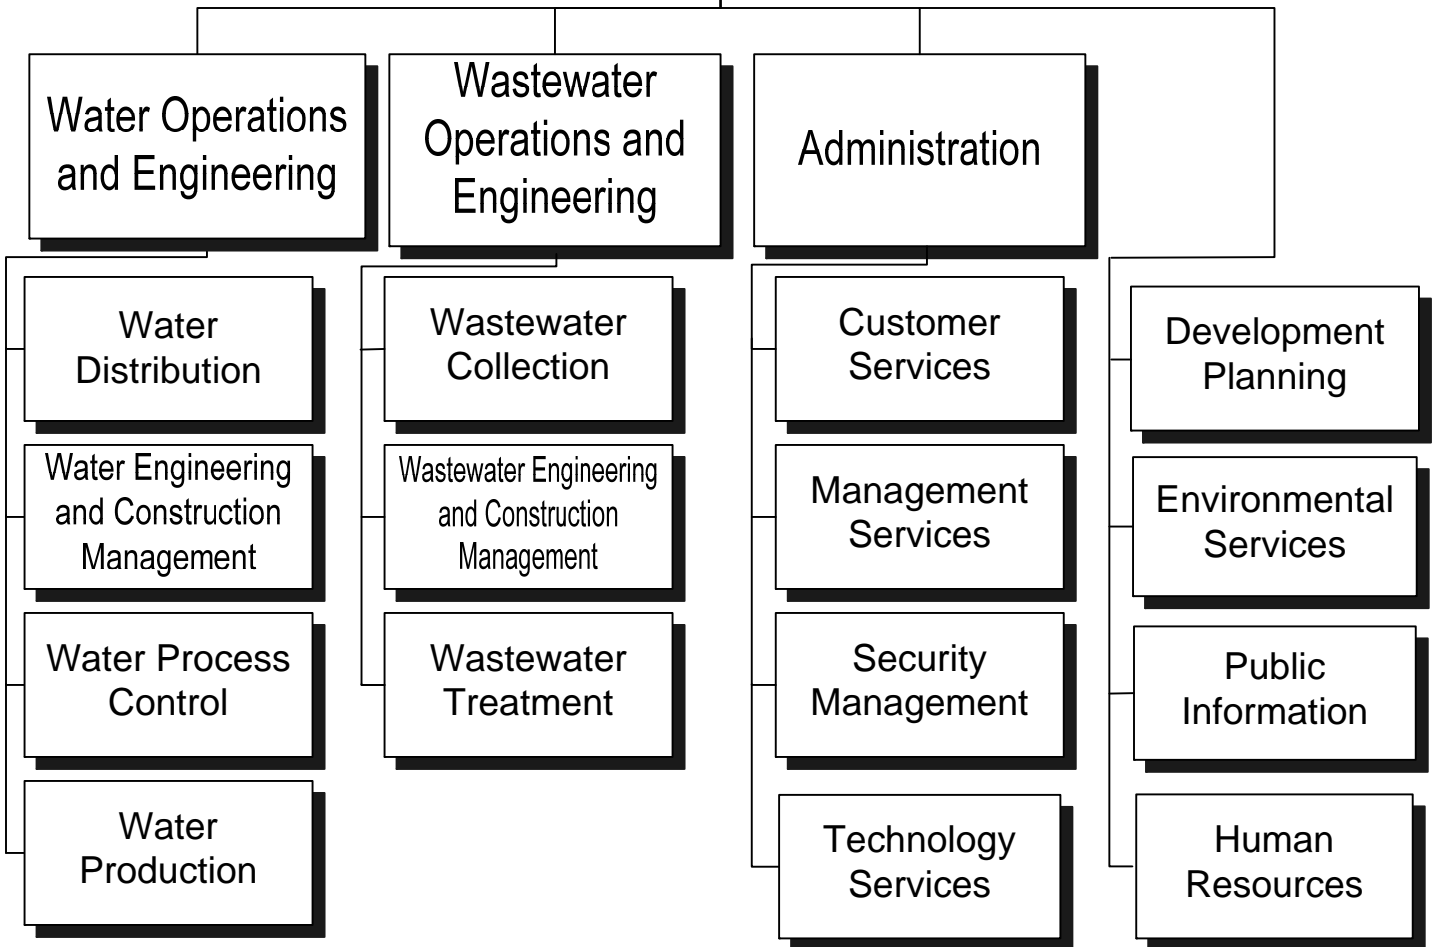 Water Operations
and Engineering
Wastewater
Operations and
Engineering
Administration
Water
Distribution
Water Engineering
and Construction
Management
Water Process
Control
Water
Production
Wastewater
Collection
Wastewater Engineering
and Construction
Management
Wastewater
Treatment
Customer
Services
Management
Services
Security
Management
Technology
Services
Development
Planning
Environmental
Services
Public
Information
Human
Resources